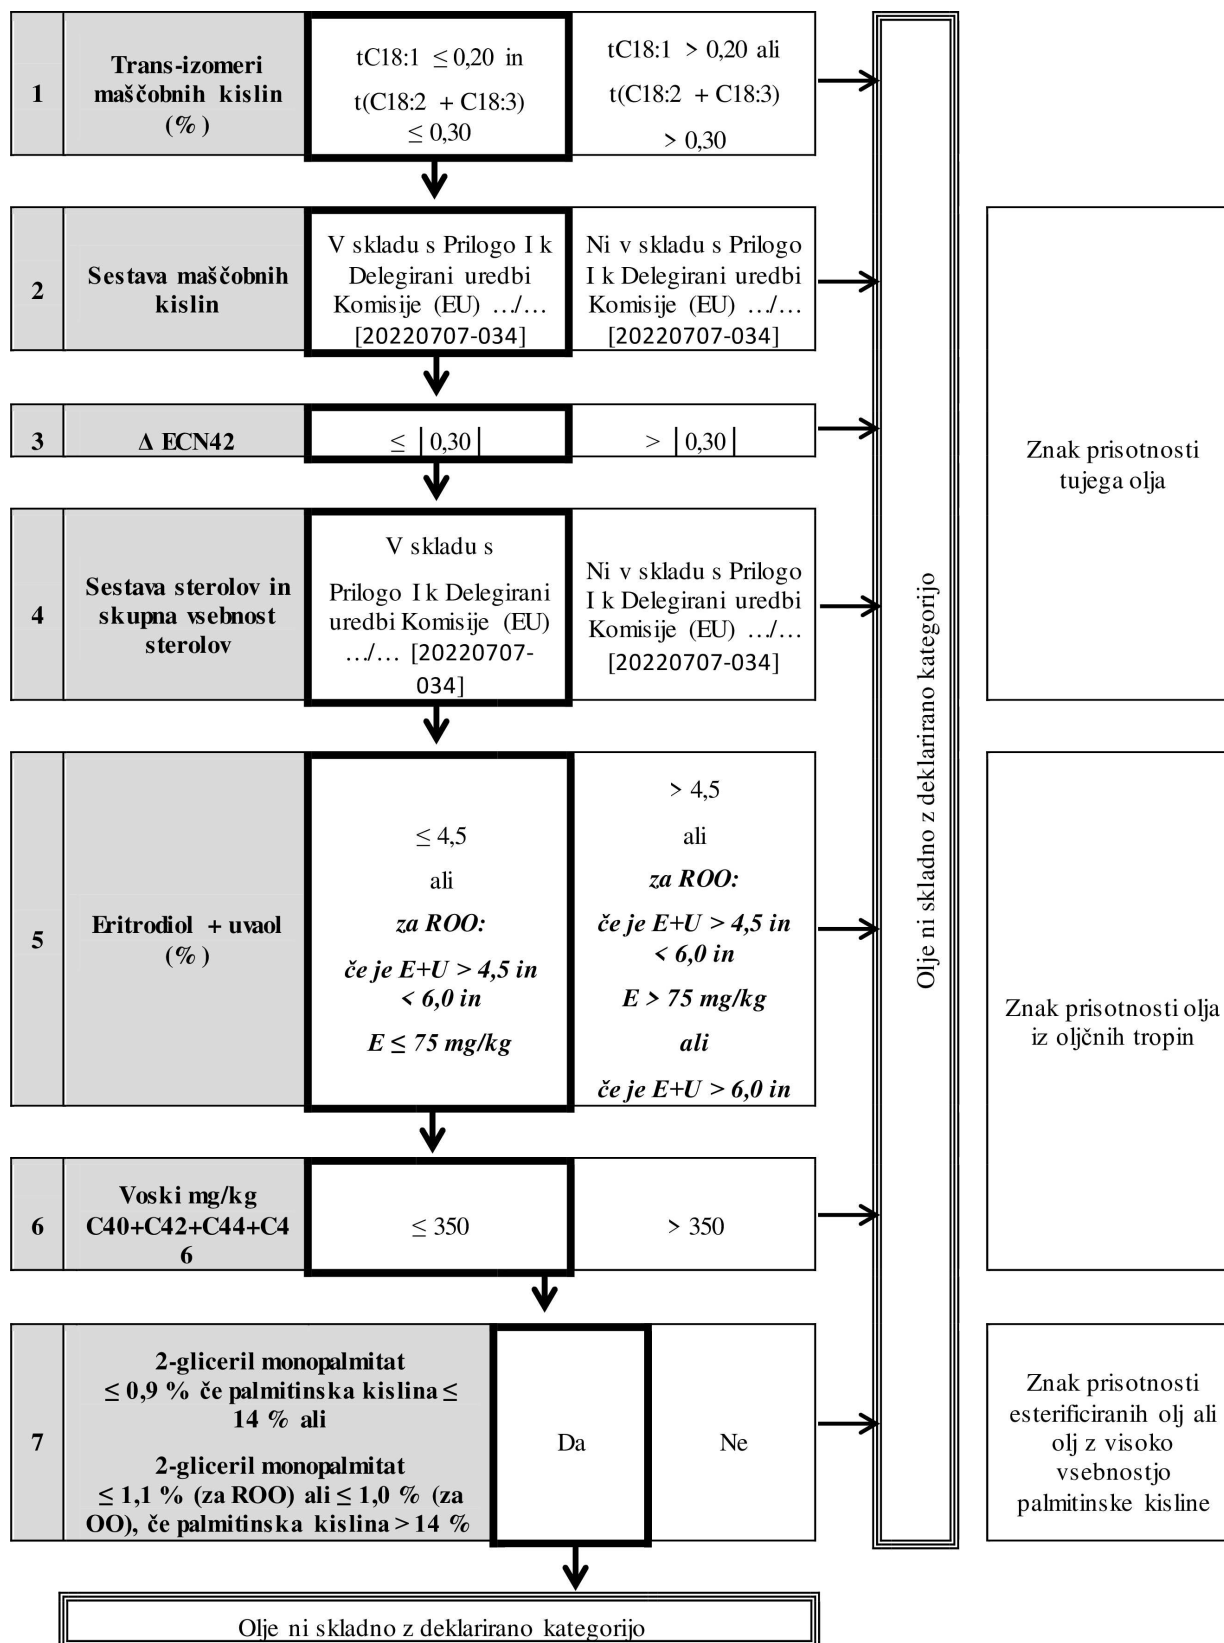 1
Trans-izomeri
maščobnih kislin
(%)
tC18:1 ≤ 0,20 in
t(C18:2 + C18:3)
≤ 0,30
tC18:1 > 0,20 ali
t(C18:2 + C18:3)
> 0,30
2
Sestava maščobnih
kislin
V skladu s Prilogo I k
Delegirani uredbi
Komisije (EU) …/…
[20220707-034]
Ni v skladu s Prilogo
I k Delegirani uredbi
Komisije (EU) …/…
[20220707-034]
3
Δ ECN42
≤ |0,30|
> |0,30|
4
Sestava sterolov in
skupna vsebnost
sterolov
V skladu s
Prilogo I k Delegirani
uredbi Komisije (EU)
…/… [20220707-
034]
Ni v skladu s Prilogo
I k Delegirani uredbi
Komisije (EU) …/…
[20220707-034]
Znak prisotnosti
tujega olja
5
Eritrodiol + uvaol
(%)
≤ 4,5
ali
za ROO:
če je E+U > 4,5 in
< 6,0 in
E ≤ 75 mg/kg
> 4,5
ali
za ROO:
če je E+U > 4,5 in
< 6,0 in
E > 75 mg/kg
ali
če je E+U > 6,0 in
6
Voski mg/kg
C40+C42+C44+C4
6
≤ 350
> 350
Znak prisotnosti olja
iz oljčnih tropin
7
2-gliceril monopalmitat
≤ 0,9 % če palmitinska kislina ≤
14 % ali
2-gliceril monopalmitat
≤ 1,1 % (za ROO) ali ≤ 1,0 % (za
OO), če palmitinska kislina > 14 %
Da
Ne
Znak prisotnosti
esterificiranih olj ali
olj z visoko
vsebnostjo
palmitinske kisline
Olje ni skladno z deklarirano kategorijo
Olje ni skladno z deklarirano kategorijo